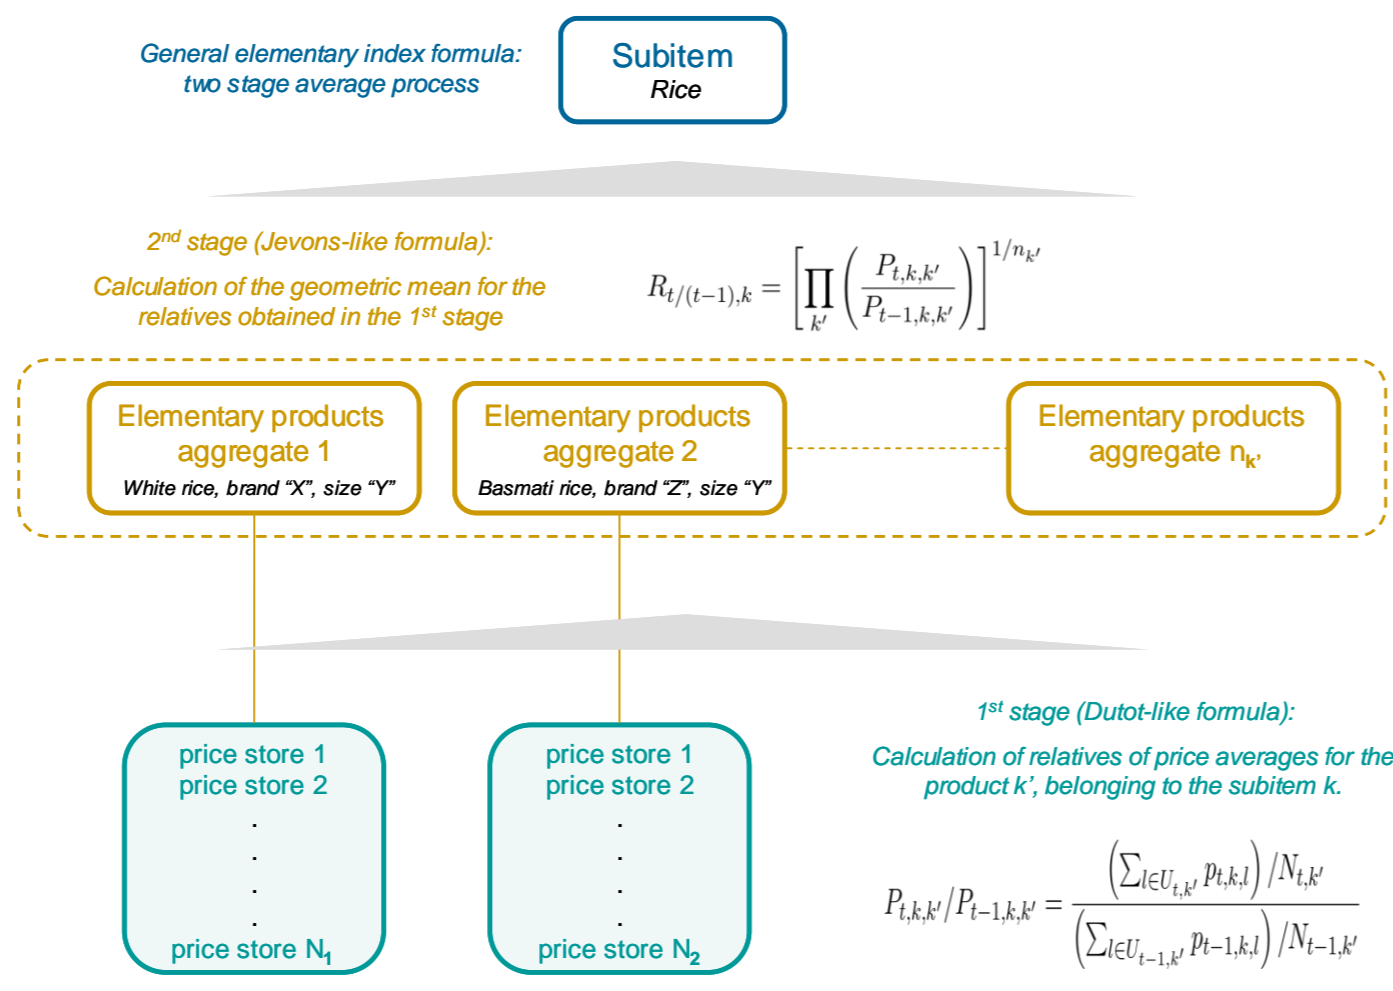 General elementary index formula:
two stage average process
Subitem
Rice
2nd stage (Jevons-like formula):
Calculation of the geometric mean for the
relatives obtained in the 1st stage
R_{t/(t−1),k} = [∏_{k′} (P_{t,k,k′} / P_{t−1,k,k′})]^{1/n_{k′}}
Elementary products
aggregate 1
White rice, brand “X”, size “Y”
Elementary products
aggregate 2
Basmati rice, brand “Z”, size “Y”
Elementary products
aggregate n_{k’}
price store 1
price store 2
.
.
.
.
price store N_1
price store 1
price store 2
.
.
.
.
price store N_2
1st stage (Dutot-like formula):
Calculation of relatives of price averages for the
product k’, belonging to the subitem k.
P_{t,k,k′}/P_{t−1,k,k′} = ((∑_{l∈U_{t,k′}} p_{t,k,l}) /N_{t,k′}) / ((∑_{l∈U_{t−1,k′}} p_{t−1,k,l}) /N_{t−1,k′})